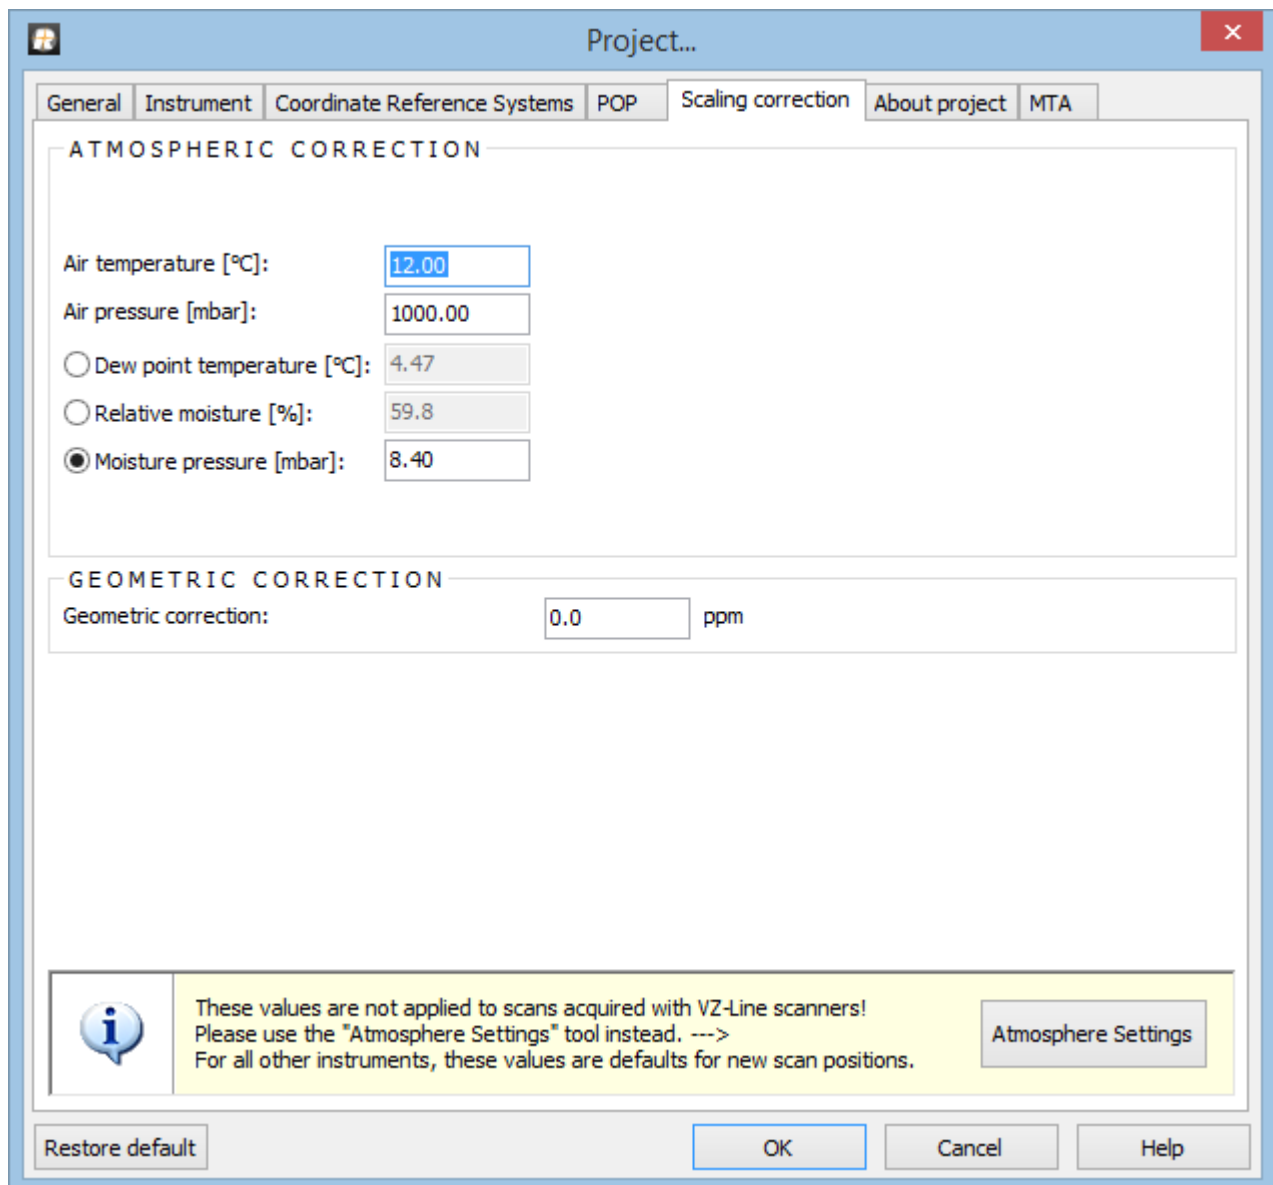 Project...
General Instrument Coordinate Reference Systems POP Scaling correction About project MTA
ATMOSPHERIC CORRECTION
Air temperature [°C]: 12.00
Air pressure [mbar]: 1000.00
Dew point temperature [°C]: 4.47
Relative moisture [%]: 59.8
Moisture pressure [mbar]: 8.40
GEOMETRIC CORRECTION
Geometric correction: 0.0 ppm
These values are not applied to scans acquired with VZ-Line scanners!
Please use the "Atmosphere Settings" tool instead. --->
For all other instruments, these values are defaults for new scan positions.
Atmosphere Settings
Restore default OK Cancel Help